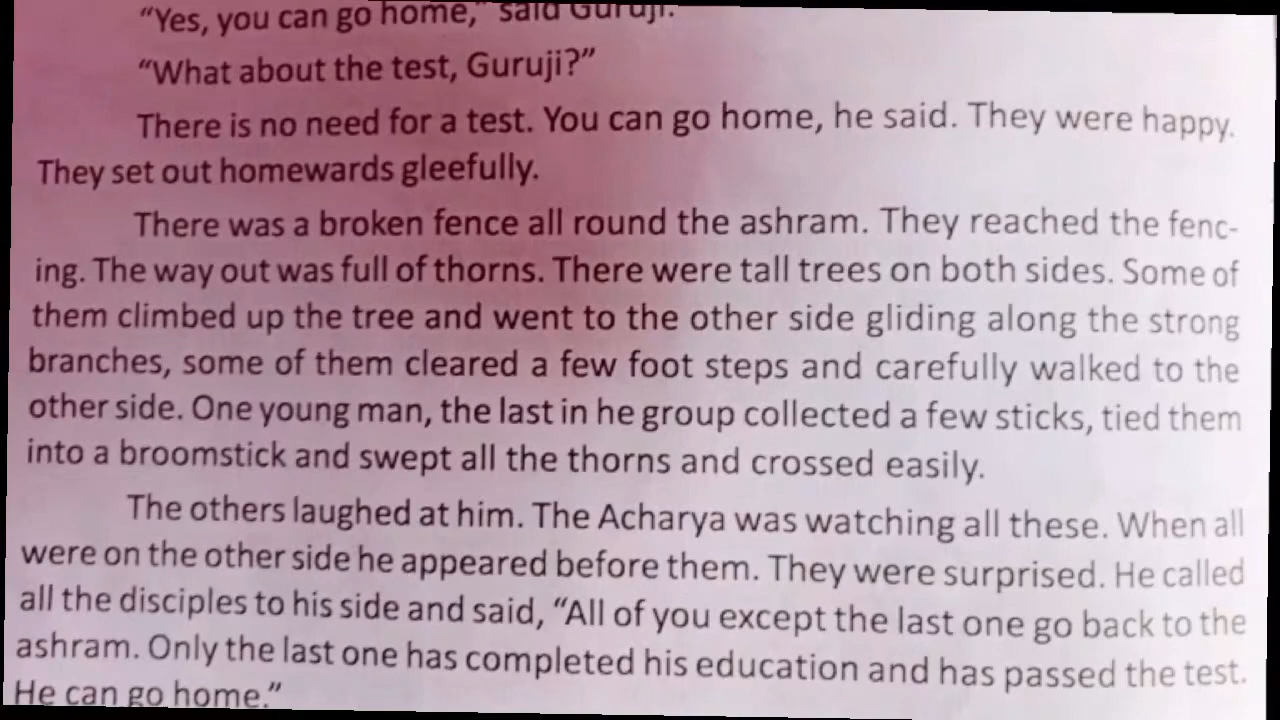 “Yes, you can go home,” said Guruji.
“What about the test, Guruji?”
There is no need for a test. You can go home, he said. They were happy.
They set out homewards gleefully.
There was a broken fence all round the ashram. They reached the fenc-
ing. The way out was full of thorns. There were tall trees on both sides. Some of
them climbed up the tree and went to the other side gliding along the strong
branches, some of them cleared a few foot steps and carefully walked to the
other side. One young man, the last in he group collected a few sticks, tied them
into a broomstick and swept all the thorns and crossed easily.
The others laughed at him. The Acharya was watching all these. When all
were on the other side he appeared before them. They were surprised. He called
all the disciples to his side and said, “All of you except the last one go back to the
ashram. Only the last one has completed his education and has passed the test.
He can go home.”